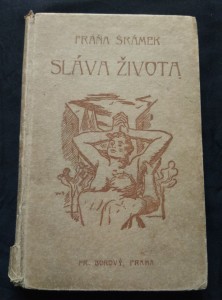 FRÁŇA ŠRÁMEK
SLÁVA ŽIVOTA
FR. BOROVÝ, PRAHA